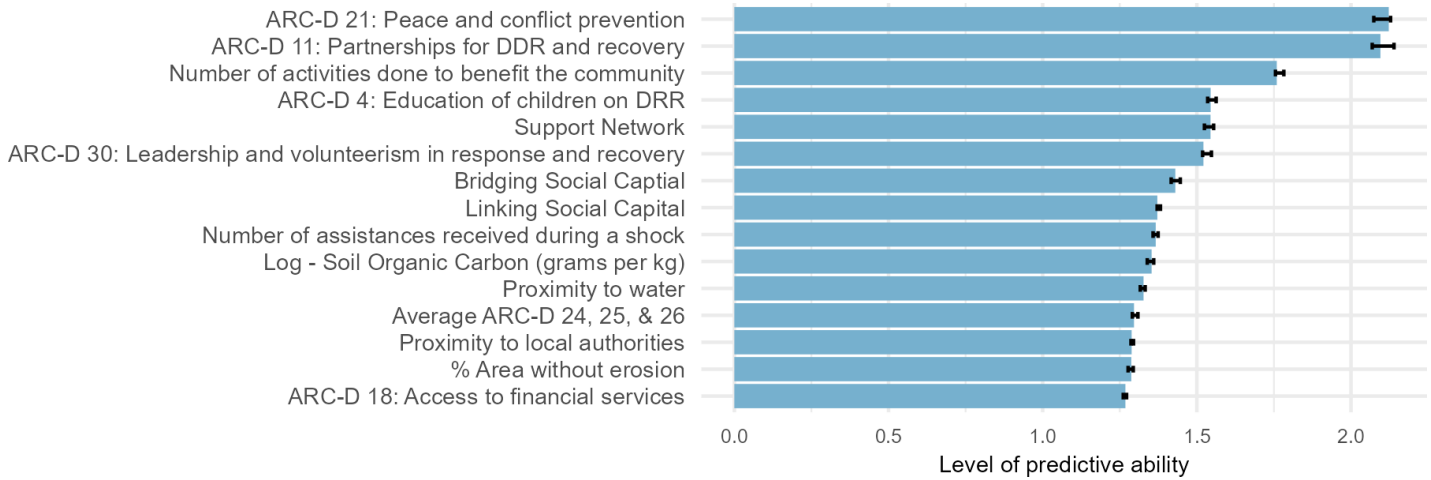 ARC-D 21: Peace and conflict prevention
ARC-D 11: Partnerships for DDR and recovery
Number of activities done to benefit the community
ARC-D 4: Education of children on DRR
Support Network
ARC-D 30: Leadership and volunteerism in response and recovery
Bridging Social Captial
Linking Social Capital
Number of assistances received during a shock
Log - Soil Organic Carbon (grams per kg)
Proximity to water
Average ARC-D 24, 25, & 26
Proximity to local authorities
% Area without erosion
ARC-D 18: Access to financial services
0.0 0.5 1.0 1.5 2.0
Level of predictive ability